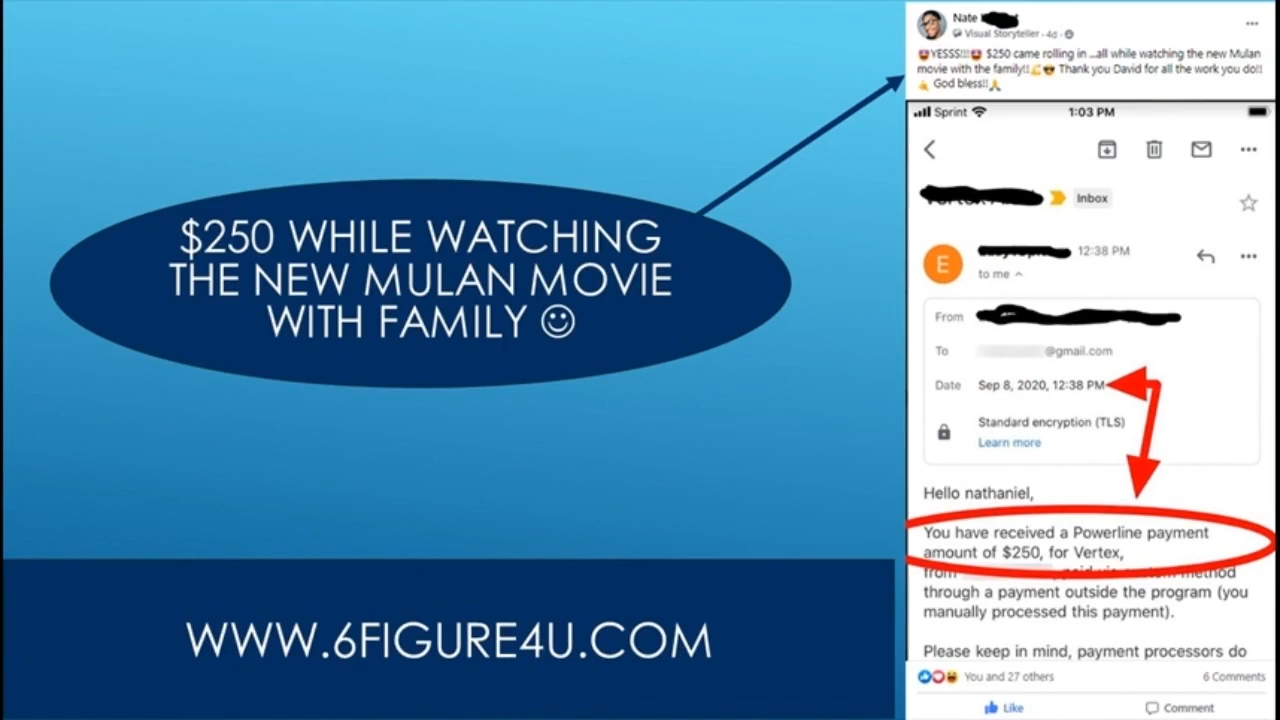 $250 WHILE WATCHING
THE NEW MULAN MOVIE
WITH FAMILY ☺
WWW.6FIGURE4U.COM
Nate
Visual Storyteller · 4d ·
😍YESSS!!!😍 $250 came rolling in ...all while watching the new Mulan
movie with the family!!💪😎 Thank you David for all the work you do!!
🤙 God bless!!🙏
Sprint 1:03 PM
Inbox
E
12:38 PM
to me
From
To @gmail.com
Date Sep 8, 2020, 12:38 PM
Standard encryption (TLS)
Learn more
Hello nathaniel,
You have received a Powerline payment
amount of $250, for Vertex,
from paid via custom method
through a payment outside the program (you
manually processed this payment).
Please keep in mind, payment processors do
You and 27 others 6 Comments
Like Comment